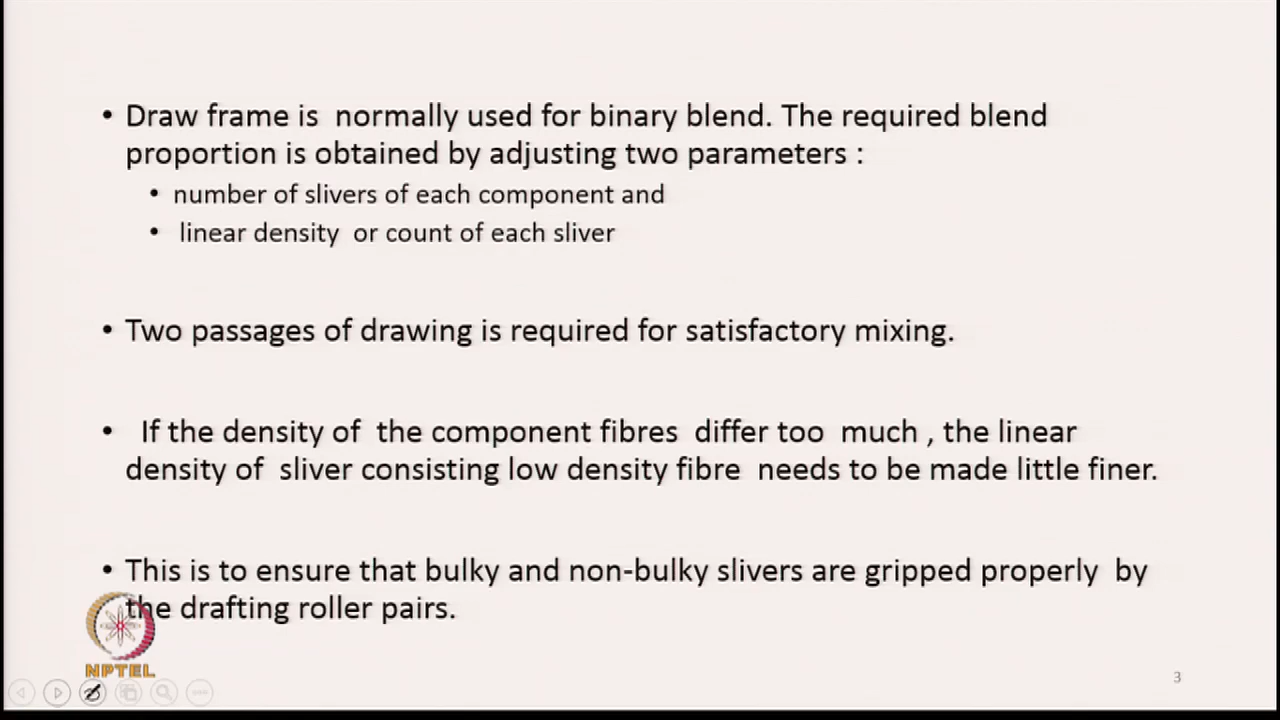 • Draw frame is normally used for binary blend. The required blend
proportion is obtained by adjusting two parameters :
• number of slivers of each component and
• linear density or count of each sliver
• Two passages of drawing is required for satisfactory mixing.
• If the density of the component fibres differ too much , the linear
density of sliver consisting low density fibre needs to be made little finer.
• This is to ensure that bulky and non-bulky slivers are gripped properly by
the drafting roller pairs.
NPTEL
3